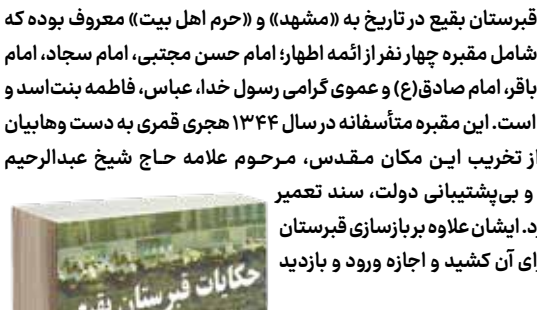 قبرستان بقیع در تاریخ به «مشهد» و «حرم اهل بیت» معروف بوده که
شامل مقبره چهار نفر از ائمه اطهار؛ امام حسن مجتبی، امام سجاد، امام
باقر، امام صادق(ع) و عموی گرامی رسول خدا، عباس، فاطمه بنت‌اسد و
است. این مقبره متأسفانه در سال ۱۳۴۴ هجری قمری به دست وهابیان
از تخریب این مکان مقدس، مرحوم علامه حاج شیخ عبدالرحیم
و بی‌پشتیبانی دولت، سند تعمیر
د. ایشان علاوه بر بازسازی قبرستان
رای آن کشید و اجازه ورود و بازدید
حکایات قبرستان بقیع